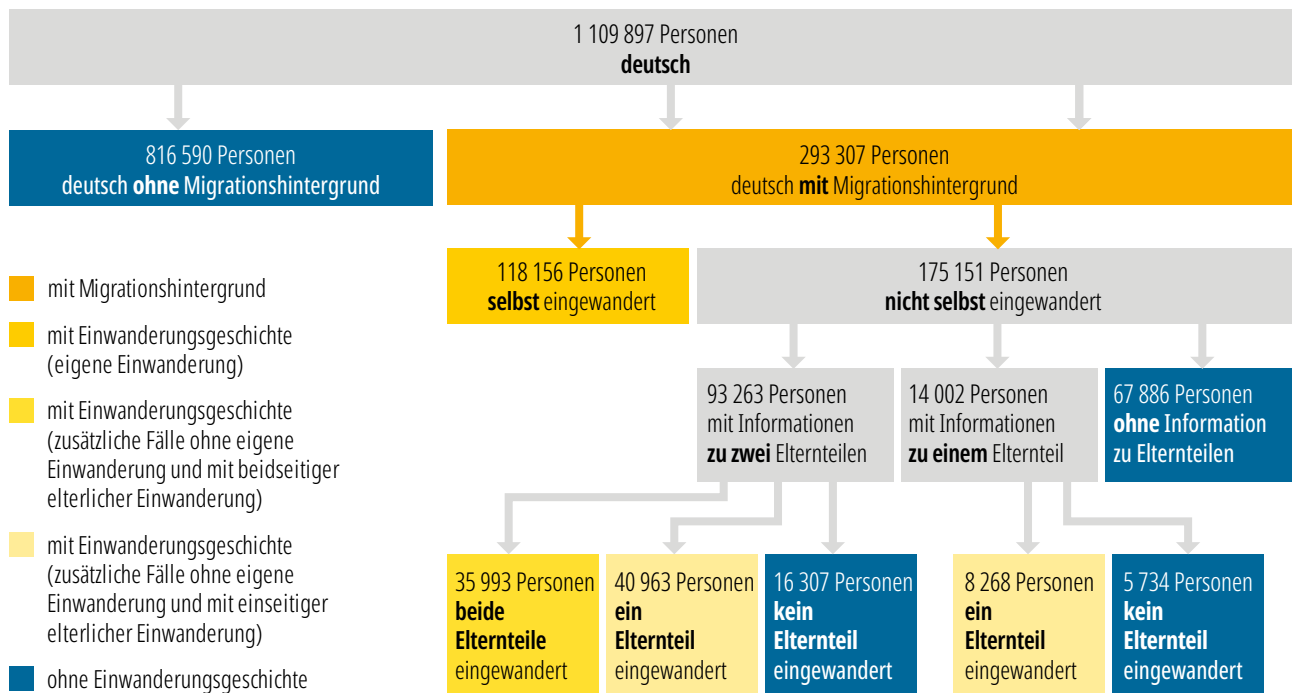 1 109 897 Personen
deutsch
816 590 Personen
deutsch ohne Migrationshintergrund
293 307 Personen
deutsch mit Migrationshintergrund
118 156 Personen
selbst eingewandert
175 151 Personen
nicht selbst eingewandert
93 263 Personen
mit Informationen
zu zwei Elternteilen
14 002 Personen
mit Informationen
zu einem Elternteil
67 886 Personen
ohne Information
zu Elternteilen
35 993 Personen
beide
Elternteile
eingewandert
40 963 Personen
ein
Elternteil
eingewandert
16 307 Personen
kein
Elternteil
eingewandert
8 268 Personen
ein
Elternteil
eingewandert
5 734 Personen
kein
Elternteil
eingewandert
mit Migrationshintergrund
mit Einwanderungsgeschichte
(eigene Einwanderung)
mit Einwanderungsgeschichte
(zusätzliche Fälle ohne eigene
Einwanderung und mit beidseitiger
elterlicher Einwanderung)
mit Einwanderungsgeschichte
(zusätzliche Fälle ohne eigene
Einwanderung und mit einseitiger
elterlicher Einwanderung)
ohne Einwanderungsgeschichte